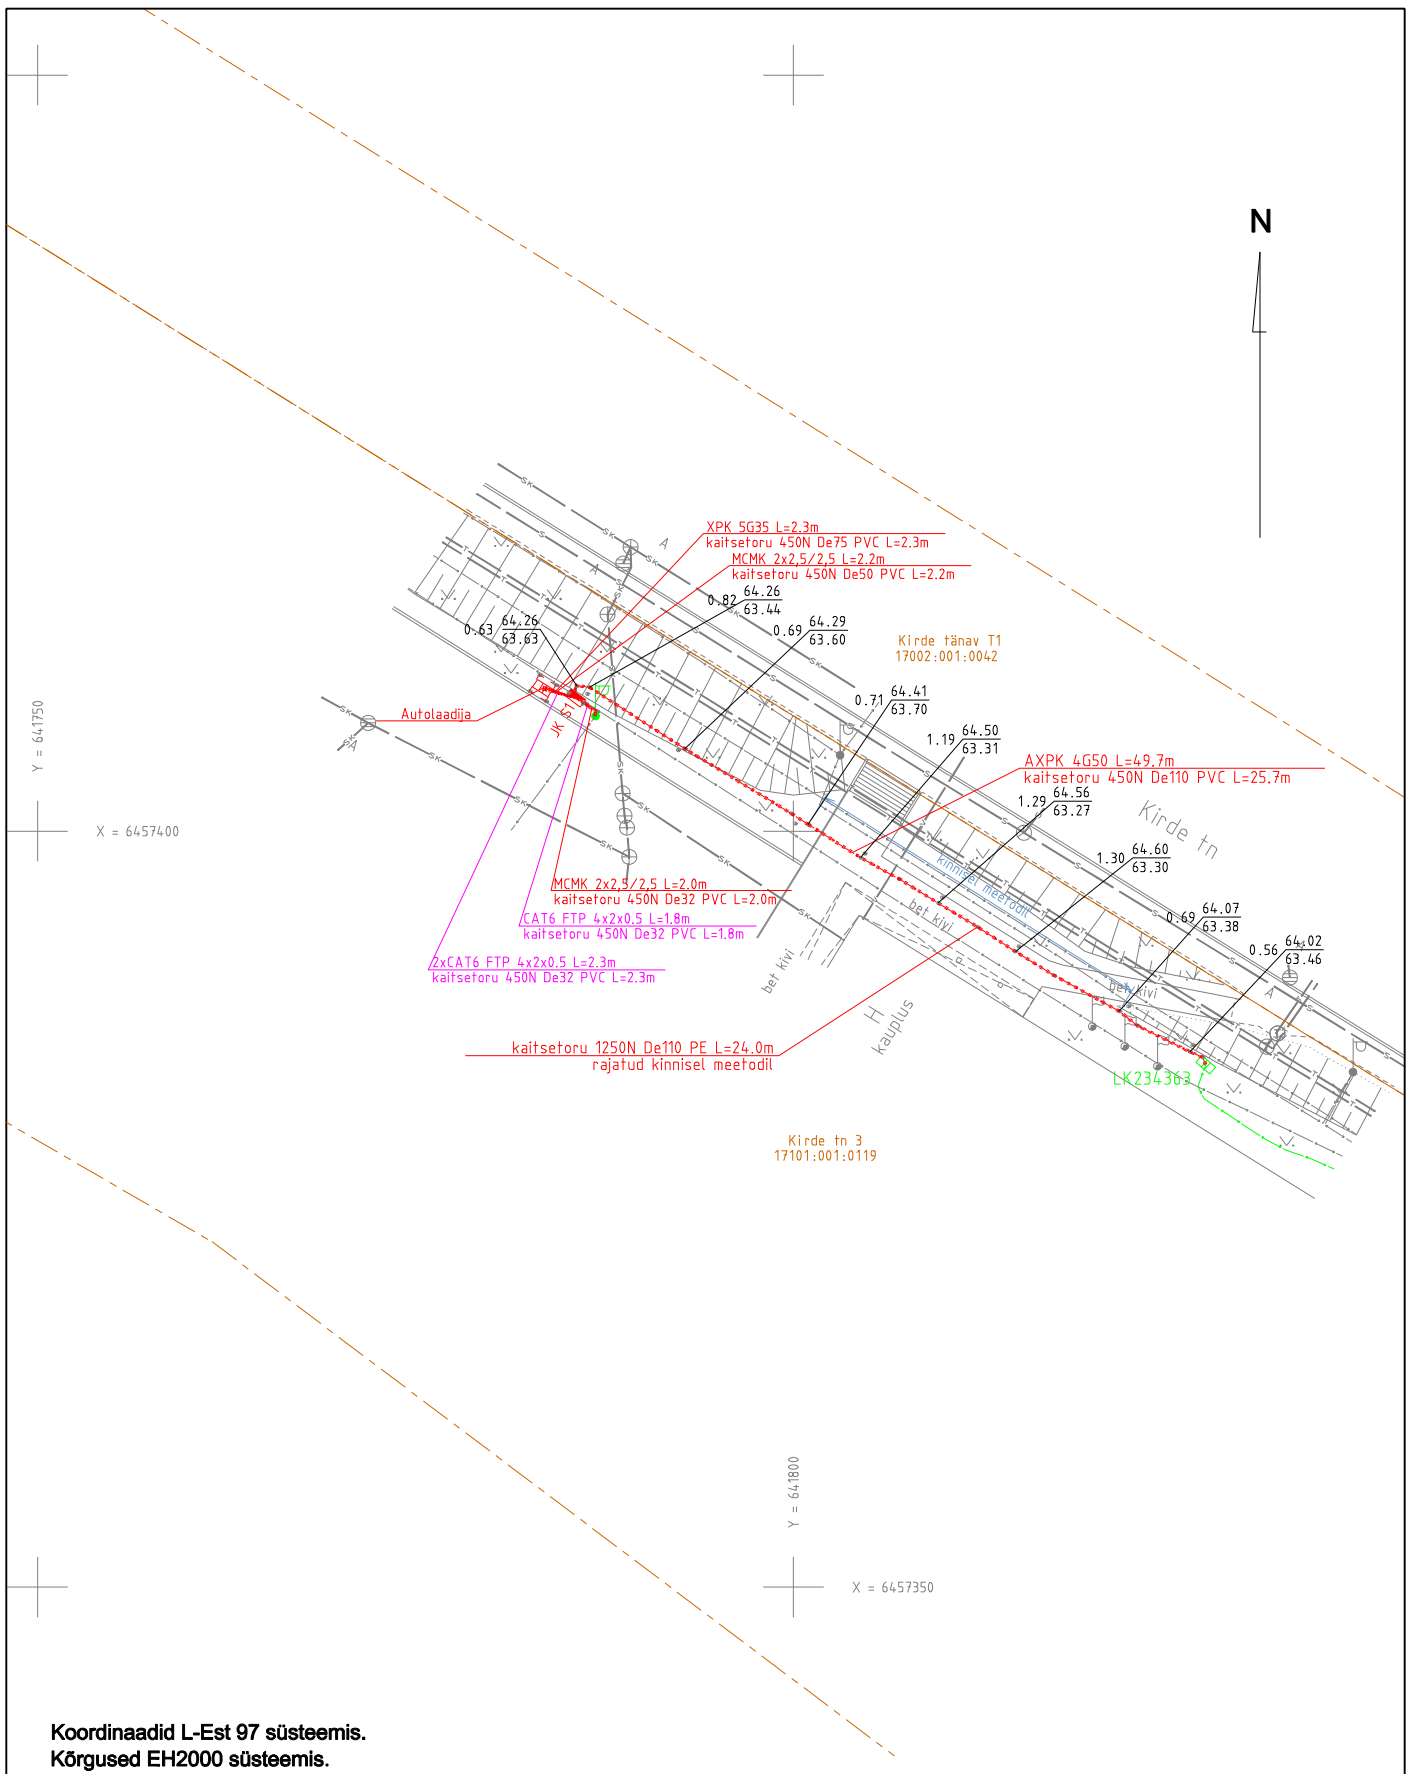 N
XPK 5G35 L=2.3m
kaitsetoru 450N De75 PVC L=2.3m
MCMK 2x2,5/2,5 L=2.2m
kaitsetoru 450N De50 PVC L=2.2m
0.82 64.26
63.44
0.63 64.26
63.63
0.69 64.29
63.60
Kirde tänav T1
17002:001:0042
0.71 64.41
63.70
Autolaadija
JK S1
1.19 64.50
63.31
AXPK 4G50 L=49.7m
kaitsetoru 450N De110 PVC L=25.7m
1.29 64.56
63.27
Kirde tn
Y = 641750
X = 6457400
1.30 64.60
63.30
kinnisel meetodil
MCMK 2x2,5/2,5 L=2.0m
kaitsetoru 450N De32 PVC L=2.0m
CAT6 FTP 4x2x0.5 L=1.8m
kaitsetoru 450N De32 PVC L=1.8m
bet kivi
0.69 64.07
63.38
0.56 64.02
63.46
2xCAT6 FTP 4x2x0.5 L=2.3m
kaitsetoru 450N De32 PVC L=2.3m
bet kivi
bet kivi
H
kauplus
kaitsetoru 1250N De110 PE L=24.0m
rajatud kinnisel meetodil
LK234363
Kirde tn 3
17101:001:0119
Y = 641800
X = 6457350
Koordinaadid L-Est 97 süsteemis.
Kõrgused EH2000 süsteemis.